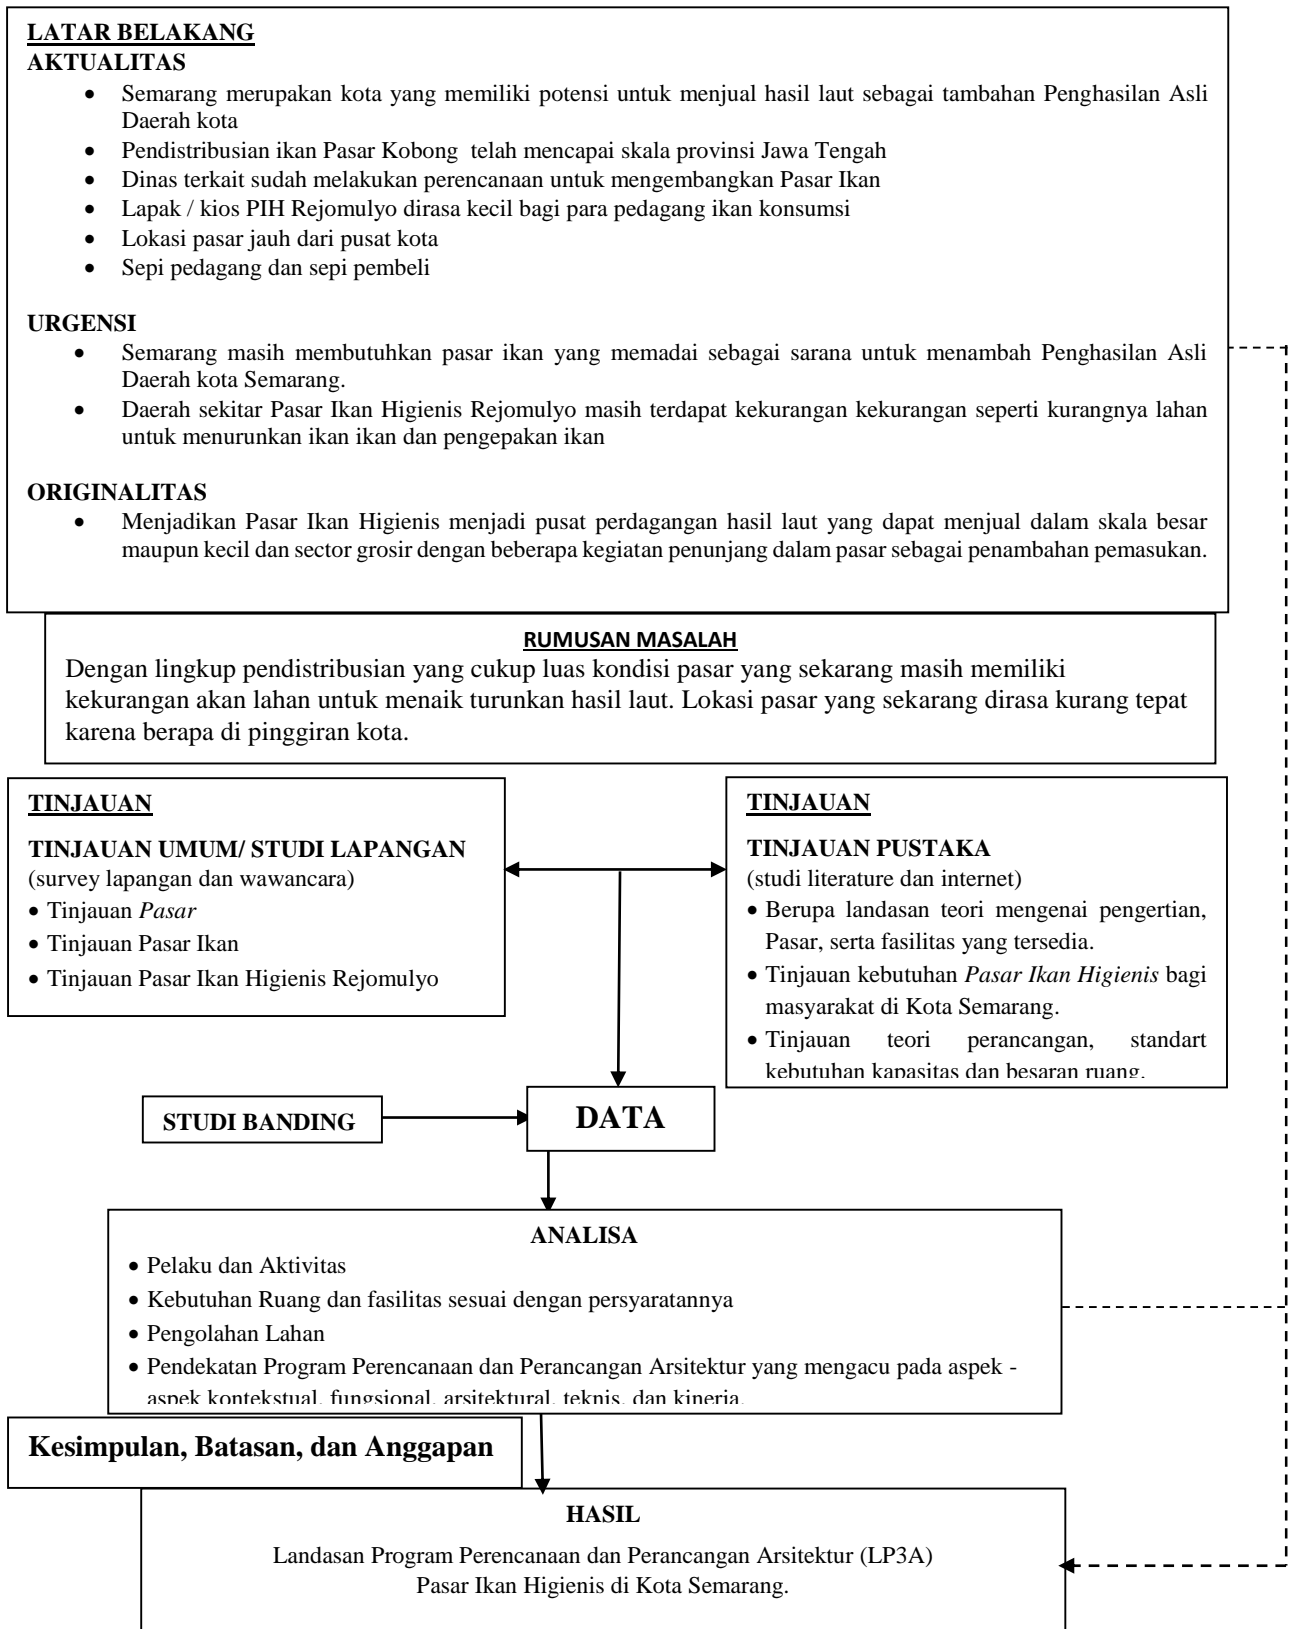 LATAR BELAKANG
AKTUALITAS
• Semarang merupakan kota yang memiliki potensi untuk menjual hasil laut sebagai tambahan Penghasilan Asli
Daerah kota
• Pendistribusian ikan Pasar Kobong telah mencapai skala provinsi Jawa Tengah
• Dinas terkait sudah melakukan perencanaan untuk mengembangkan Pasar Ikan
• Lapak / kios PIH Rejomulyo dirasa kecil bagi para pedagang ikan konsumsi
• Lokasi pasar jauh dari pusat kota
• Sepi pedagang dan sepi pembeli
URGENSI
• Semarang masih membutuhkan pasar ikan yang memadai sebagai sarana untuk menambah Penghasilan Asli
Daerah kota Semarang.
• Daerah sekitar Pasar Ikan Higienis Rejomulyo masih terdapat kekurangan kekurangan seperti kurangnya lahan
untuk menurunkan ikan ikan dan pengepakan ikan
ORIGINALITAS
• Menjadikan Pasar Ikan Higienis menjadi pusat perdagangan hasil laut yang dapat menjual dalam skala besar
maupun kecil dan sector grosir dengan beberapa kegiatan penunjang dalam pasar sebagai penambahan pemasukan.
RUMUSAN MASALAH
Dengan lingkup pendistribusian yang cukup luas kondisi pasar yang sekarang masih memiliki
kekurangan akan lahan untuk menaik turunkan hasil laut. Lokasi pasar yang sekarang dirasa kurang tepat
karena berapa di pinggiran kota.
TINJAUAN
TINJAUAN UMUM/ STUDI LAPANGAN
(survey lapangan dan wawancara)
• Tinjauan Pasar
• Tinjauan Pasar Ikan
• Tinjauan Pasar Ikan Higienis Rejomulyo
TINJAUAN
TINJAUAN PUSTAKA
(studi literature dan internet)
• Berupa landasan teori mengenai pengertian,
Pasar, serta fasilitas yang tersedia.
• Tinjauan kebutuhan Pasar Ikan Higienis bagi
masyarakat di Kota Semarang.
• Tinjauan teori perancangan, standart
kebutuhan kapasitas dan besaran ruang.
STUDI BANDING
DATA
ANALISA
• Pelaku dan Aktivitas
• Kebutuhan Ruang dan fasilitas sesuai dengan persyaratannya
• Pengolahan Lahan
• Pendekatan Program Perencanaan dan Perancangan Arsitektur yang mengacu pada aspek -
aspek kontekstual, fungsional, arsitektural, teknis, dan kinerja.
Kesimpulan, Batasan, dan Anggapan
HASIL
Landasan Program Perencanaan dan Perancangan Arsitektur (LP3A)
Pasar Ikan Higienis di Kota Semarang.